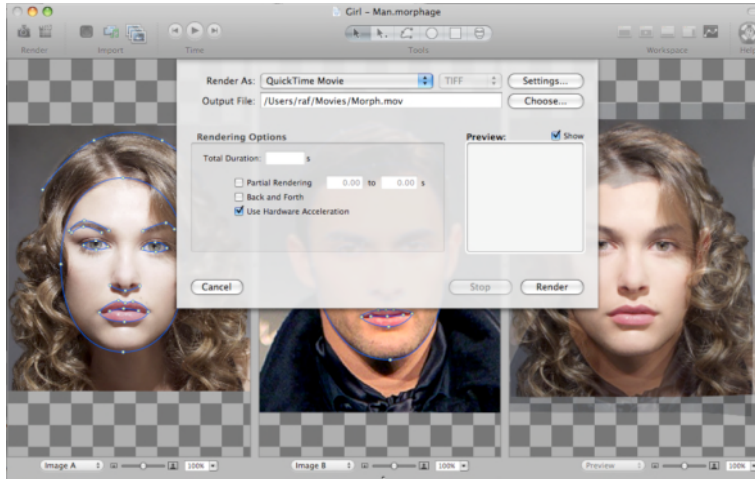 Girl – Man.morphage
Render Import Time Tools Workspace Help
Render As: QuickTime Movie TIFF Settings...
Output File: /Users/raf/Movies/Morph.mov Choose...
Rendering Options
Preview: Show
Total Duration: s
Partial Rendering 0.00 to 0.00 s
Back and Forth
Use Hardware Acceleration
Cancel Stop Render
Image A 100% Image B 100% Preview 100%